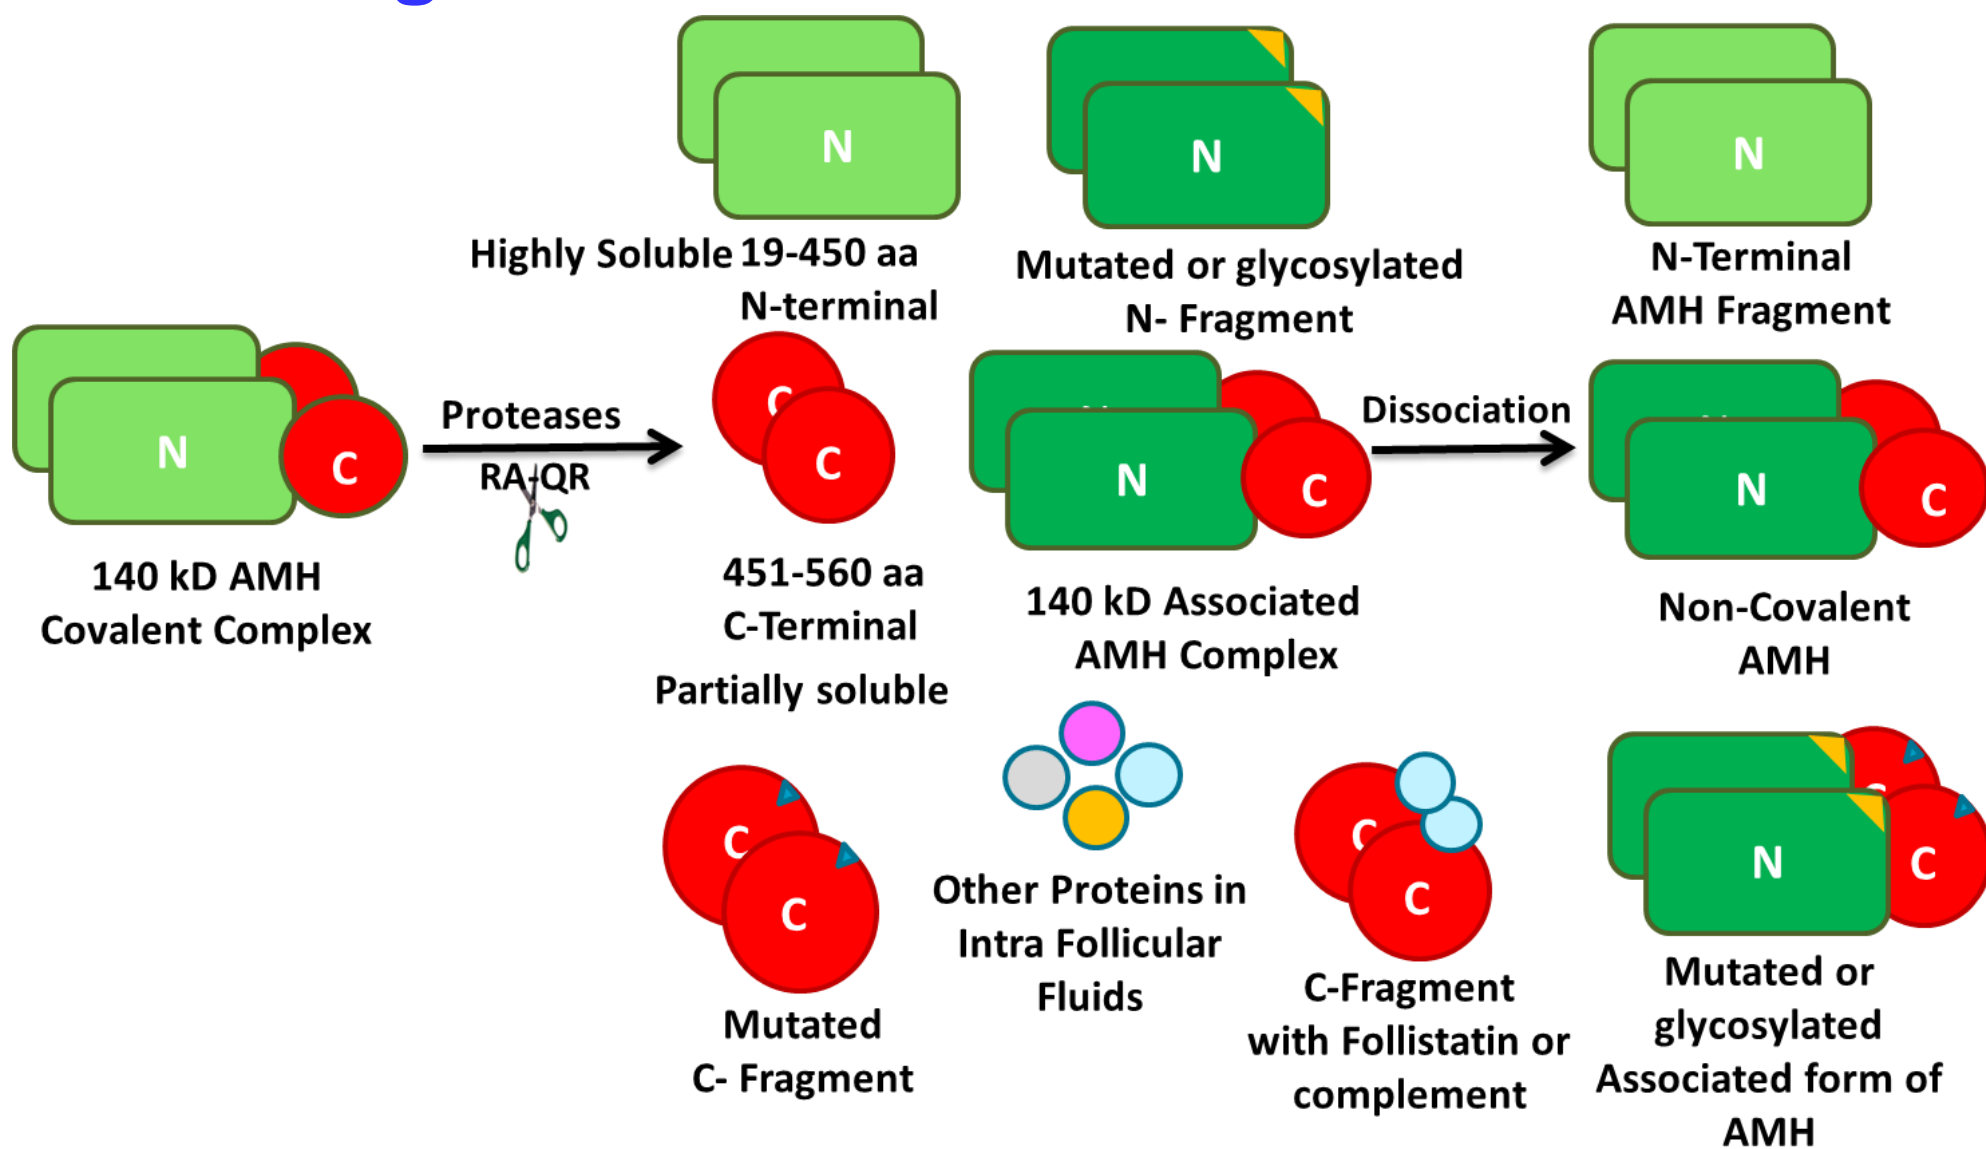 N
N
N
Highly Soluble
19-450 aa
N-terminal
Mutated or glycosylated
N- Fragment
N-Terminal
AMH Fragment
N
C
Proteases
RA-QR
C
C
N
C
Dissociation
N
C
140 kD AMH
Covalent Complex
451-560 aa
C-Terminal
Partially soluble
140 kD Associated
AMH Complex
Non-Covalent
AMH
C
C
Mutated
C- Fragment
Other Proteins in
Intra Follicular
Fluids
C
C
C-Fragment
with Follistatin or
complement
N
C
Mutated or
glycosylated
Associated form of
AMH